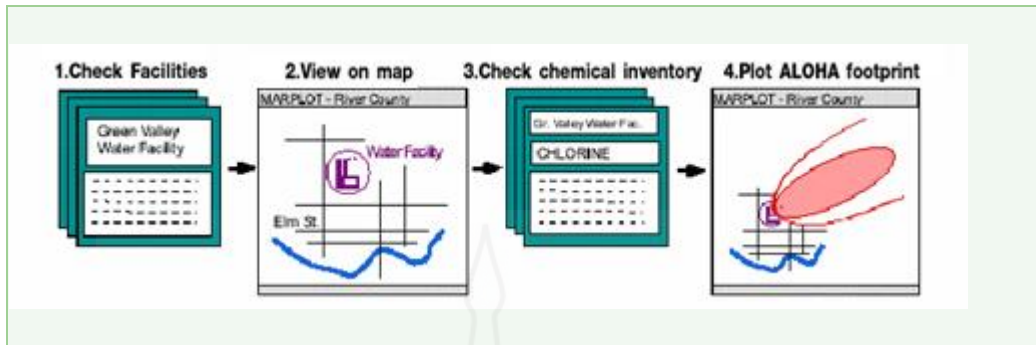 1.Check Facilities
2.View on map
3.Check chemical inventory
4.Plot ALOHA footprint
Green Valley
Water Facility
MARPLOT - River County
Water Facility
Elm St.
Gr. Valley Water Fac.
CHLORINE
MARPLOT - River County